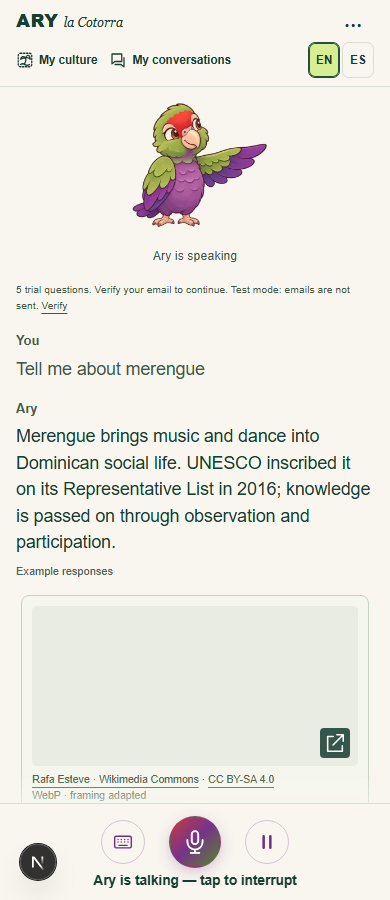 ARY la Cotorra
...
My culture My conversations EN ES
Ary is speaking
5 trial questions. Verify your email to continue. Test mode: emails are not
sent. Verify
You
Tell me about merengue
Ary
Merengue brings music and dance into
Dominican social life. UNESCO inscribed it
on its Representative List in 2016; knowledge
is passed on through observation and
participation.
Example responses
Rafa Esteve · Wikimedia Commons · CC BY-SA 4.0
WebP · framing adapted
N
Ary is talking — tap to interrupt